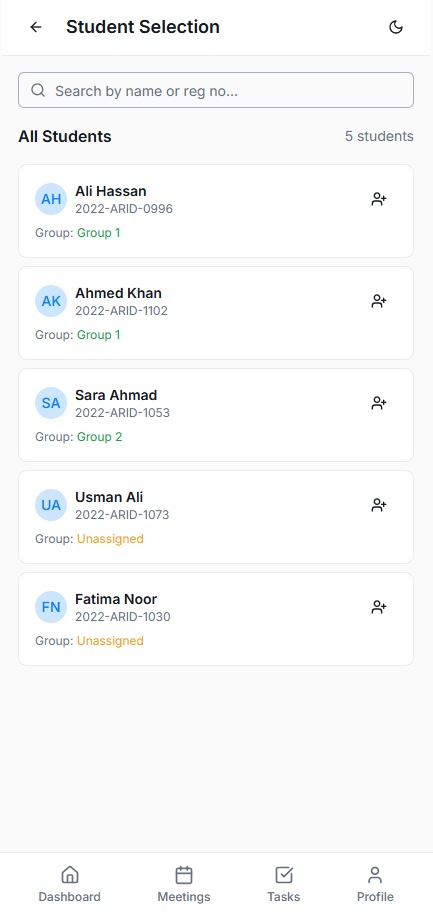 Student Selection
Search by name or reg no...
All Students 5 students
AH Ali Hassan
2022-ARID-0996
Group: Group 1
AK Ahmed Khan
2022-ARID-1102
Group: Group 1
SA Sara Ahmad
2022-ARID-1053
Group: Group 2
UA Usman Ali
2022-ARID-1073
Group: Unassigned
FN Fatima Noor
2022-ARID-1030
Group: Unassigned
Dashboard Meetings Tasks Profile